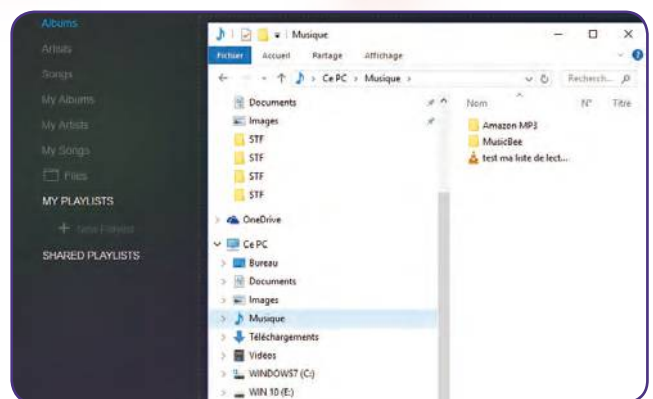 Albums
Artists
Songs
My Albums
My Artists
My Songs
Files
MY PLAYLISTS
+ New Playlist
SHARED PLAYLISTS
Musique
Fichier Accueil Partage Affichage
Ce PC > Musique >
Recherch...
Documents
Images
STF
STF
STF
STF
OneDrive
Ce PC
Bureau
Documents
Images
Musique
Téléchargements
Vidéos
WINDOWS7 (C:)
WIN 10 (E:)
Nom N° Titre
Amazon MP3
MusicBee
test ma liste de lect...